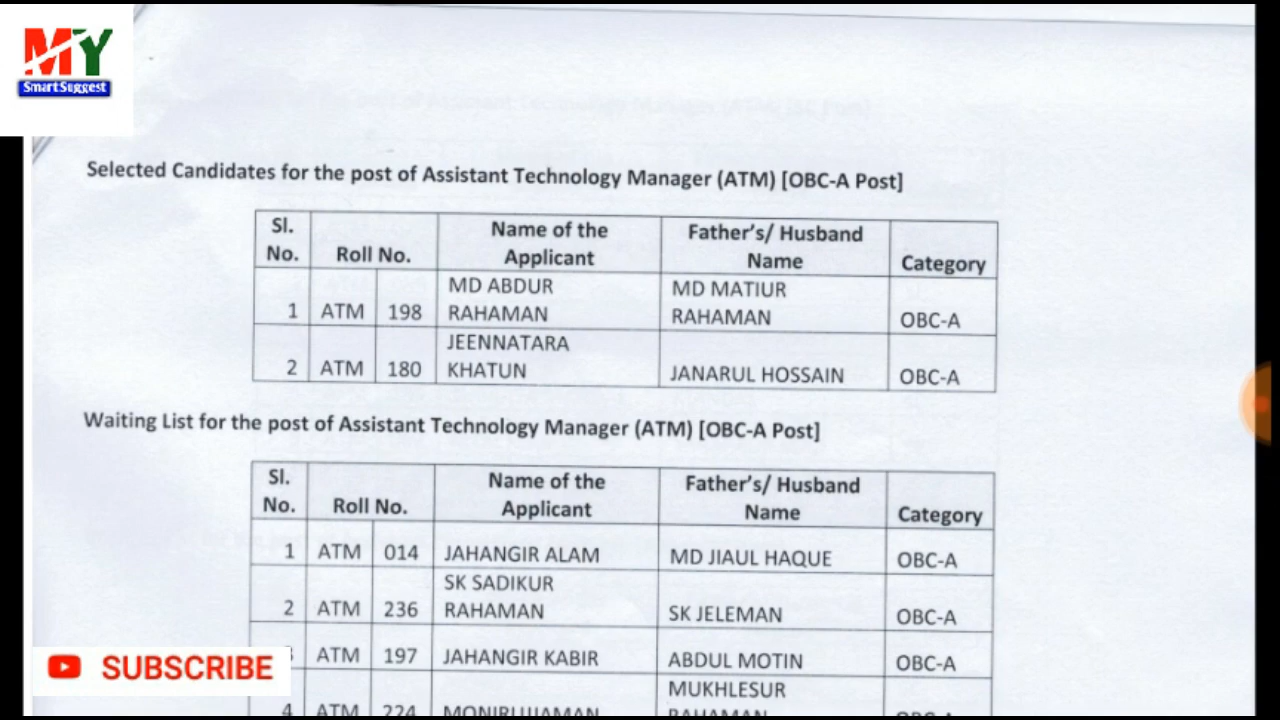 MY
SmartSuggest
Selected Candidates for the post of Assistant Technology Manager (ATM) [OBC-A Post]
Sl. No. Roll No. Name of the Applicant Father's/ Husband Name Category
1 ATM 198 MD ABDUR RAHAMAN MD MATIUR RAHAMAN OBC-A
2 ATM 180 JEENNATARA KHATUN JANARUL HOSSAIN OBC-A
Waiting List for the post of Assistant Technology Manager (ATM) [OBC-A Post]
Sl. No. Roll No. Name of the Applicant Father's/ Husband Name Category
1 ATM 014 JAHANGIR ALAM MD JIAUL HAQUE OBC-A
2 ATM 236 SK SADIKUR RAHAMAN SK JELEMAN OBC-A
ATM 197 JAHANGIR KABIR ABDUL MOTIN OBC-A
4 ATM 224 MUKHLESUR RAHAMAN OBC-A
SUBSCRIBE